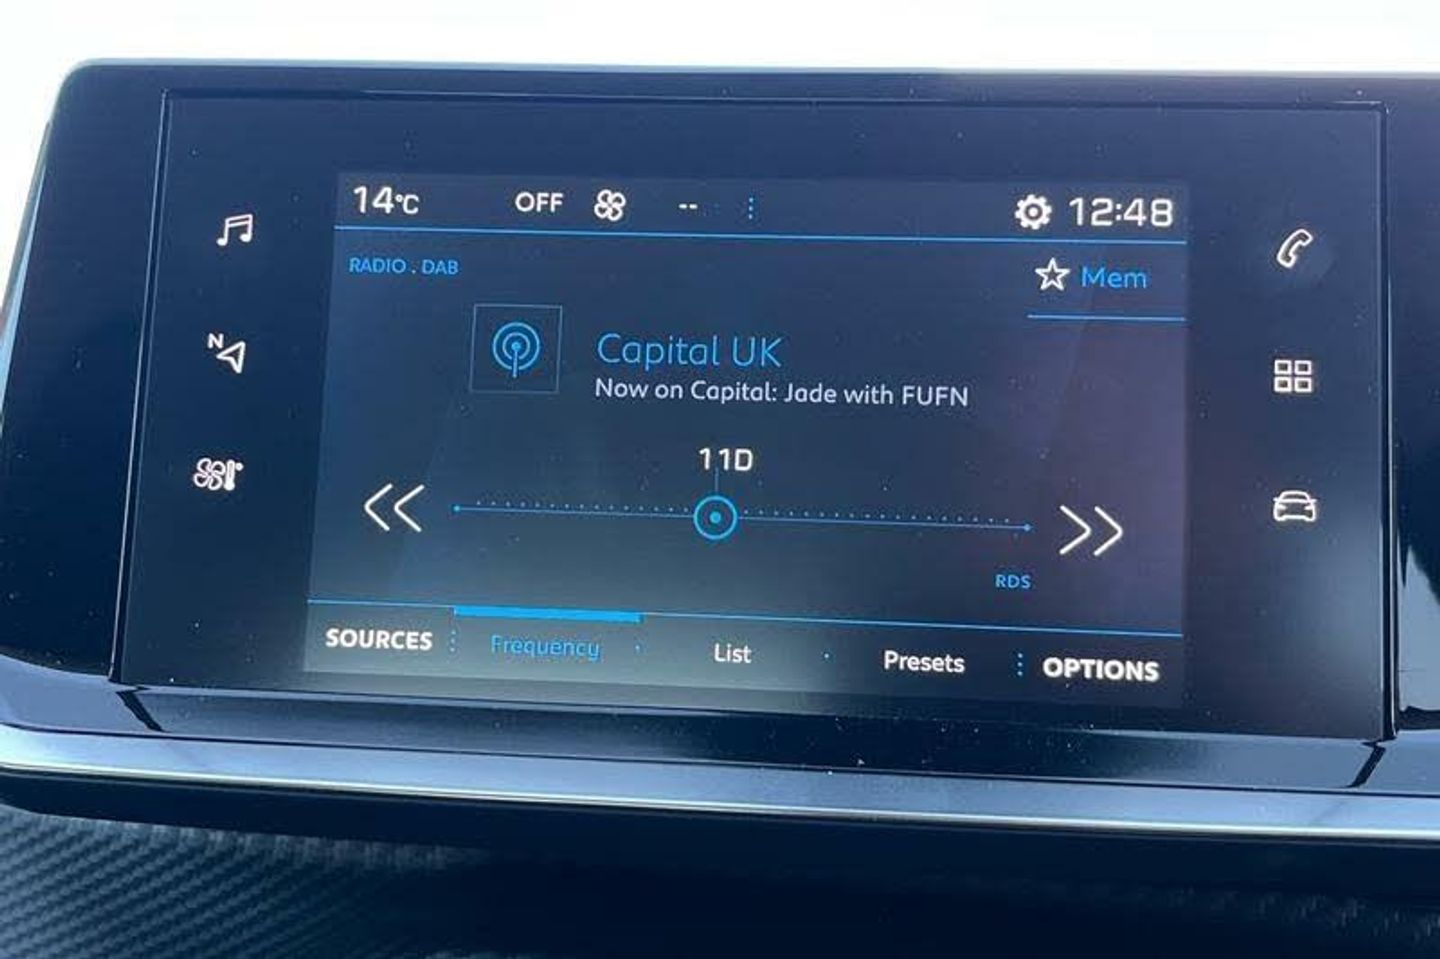 14°C OFF -- 12:48
RADIO . DAB
Mem
Capital UK
Now on Capital: Jade with FUFN
11D
N
RDS
SOURCES Frequency List Presets OPTIONS